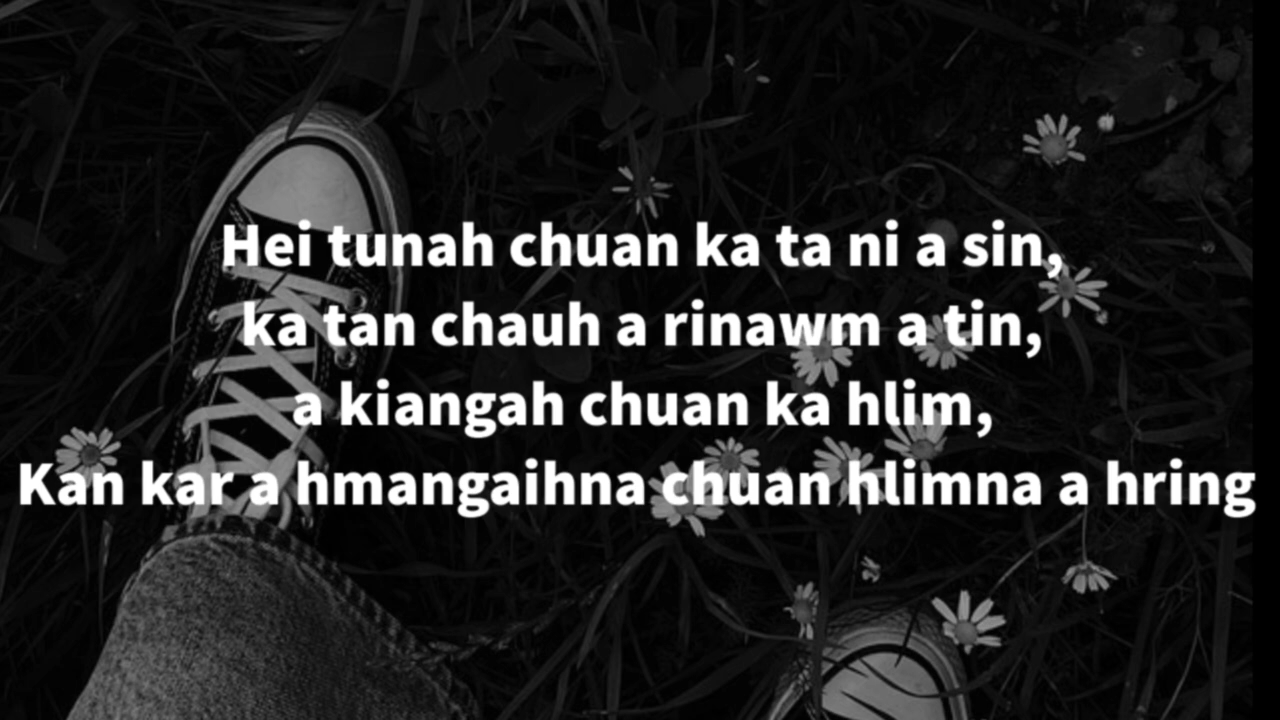 Hei tunah chuan ka ta ni a sin,
ka tan chauh a rinawm a tin,
a kiangah chuan ka hlim,
Kan kar a hmangaihna chuan hlimna a hring